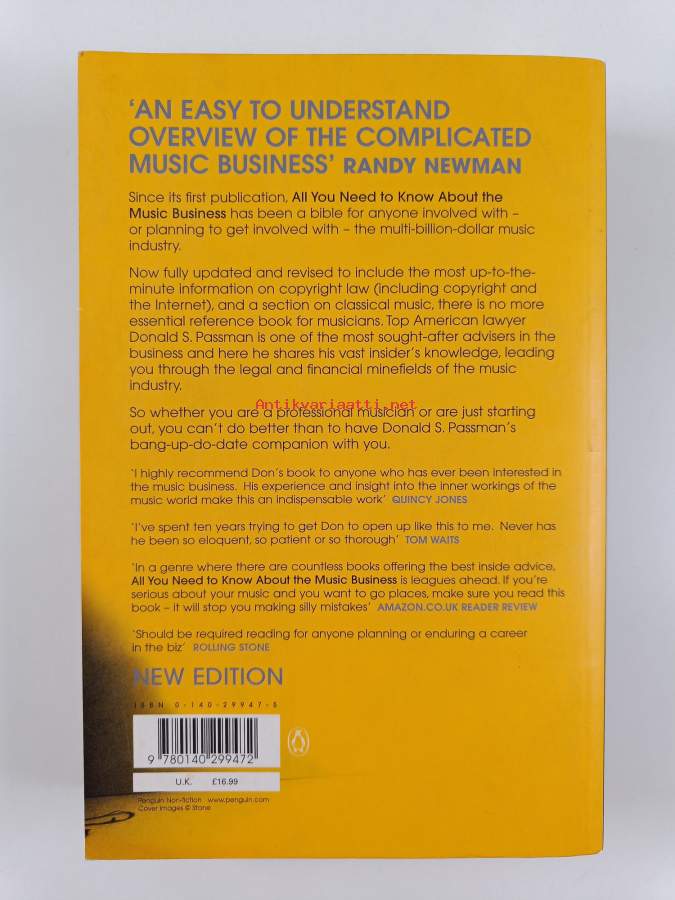 ‘AN EASY TO UNDERSTAND
OVERVIEW OF THE COMPLICATED
MUSIC BUSINESS’ RANDY NEWMAN
Since its first publication, All You Need to Know About the
Music Business has been a bible for anyone involved with –
or planning to get involved with – the multi-billion-dollar music
industry.
Now fully updated and revised to include the most up-to-the-
minute information on copyright law (including copyright and
the Internet), and a section on classical music, there is no more
essential reference book for musicians. Top American lawyer
Donald S. Passman is one of the most sought-after advisers in the
business and here he shares his vast insider’s knowledge, leading
you through the legal and financial minefields of the music
industry.
Antikvariaatti.net
So whether you are a professional musician or are just starting
out, you can’t do better than to have Donald S. Passman’s
bang-up-do-date companion with you.
‘I highly recommend Don’s book to anyone who has ever been interested in
the music business. His experience and insight into the inner workings of the
music world make this an indispensable work’ QUINCY JONES
‘I’ve spent ten years trying to get Don to open up like this to me. Never has
he been so eloquent, so patient or so thorough’ TOM WAITS
‘In a genre where there are countless books offering the best inside advice,
All You Need to Know About the Music Business is leagues ahead. If you’re
serious about your music and you want to go places, make sure you read this
book – it will stop you making silly mistakes’ AMAZON.CO.UK READER REVIEW
‘Should be required reading for anyone planning or enduring a career
in the biz’ ROLLING STONE
NEW EDITION
ISBN 0-140-29947-5
9 780140 299472
U.K. £16.99
Penguin Non-fiction www.penguin.com
Cover images © Stone